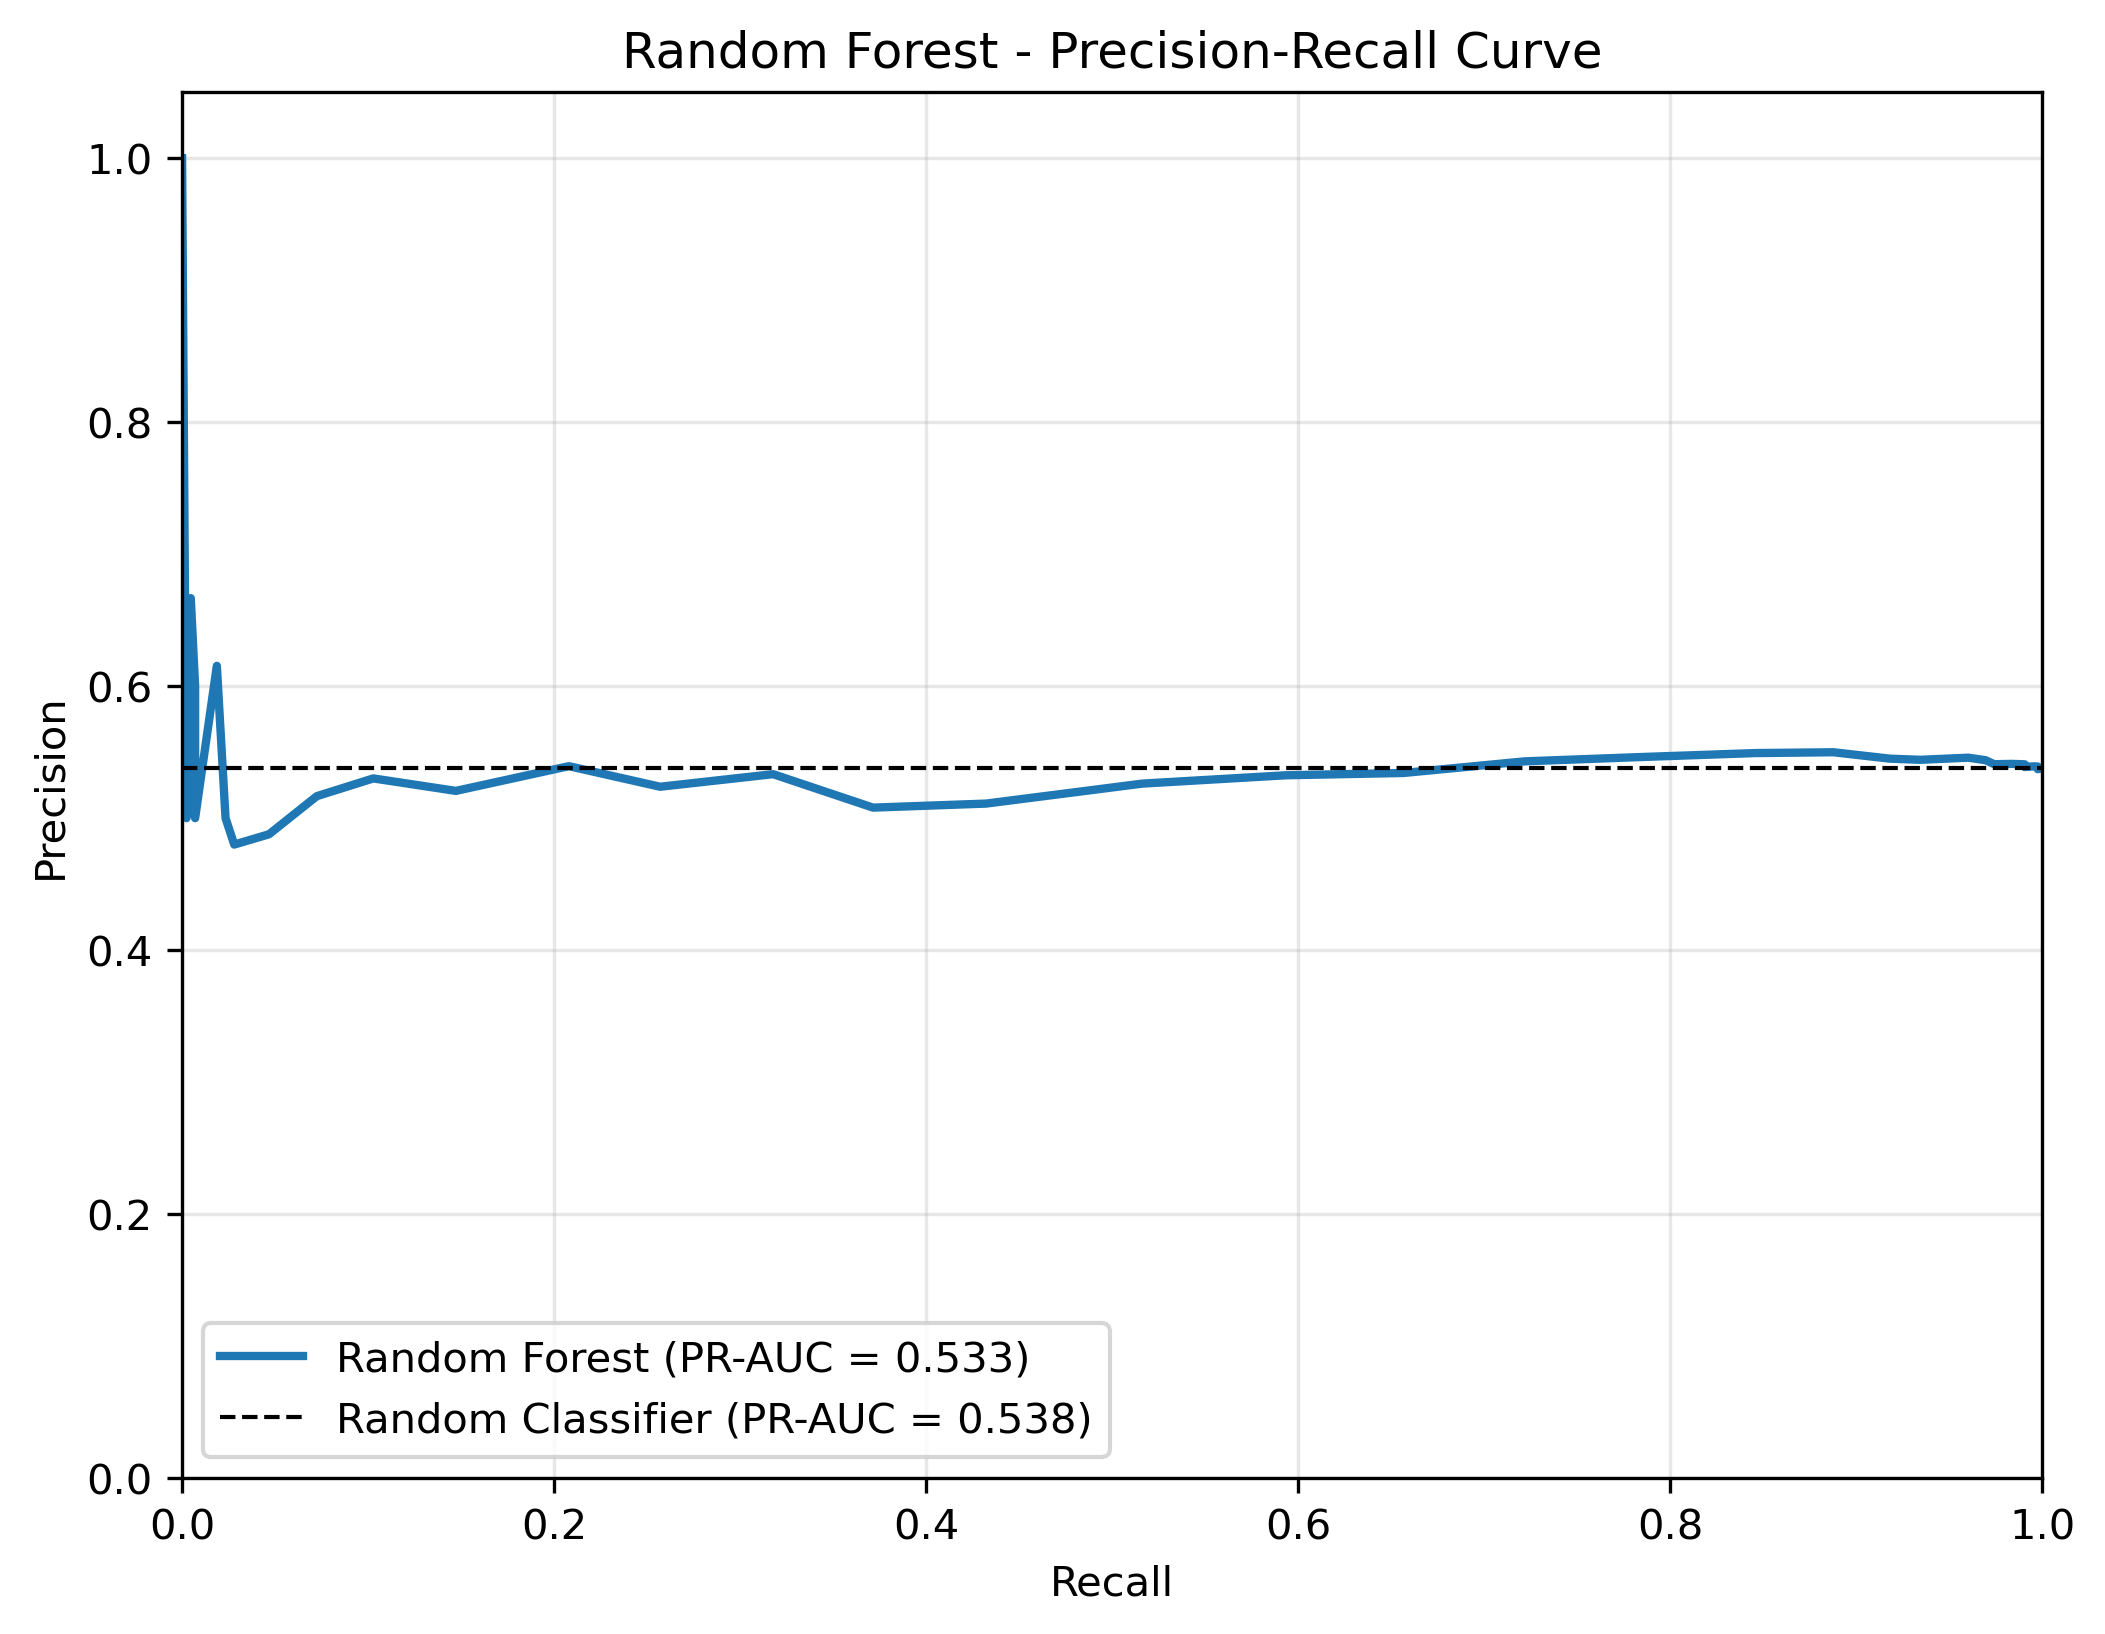 Random Forest - Precision-Recall Curve
1.0
0.8
0.6
0.4
0.2
0.0
Precision
Random Forest (PR-AUC = 0.533)
Random Classifier (PR-AUC = 0.538)
0.0 0.2 0.4 0.6 0.8 1.0
Recall